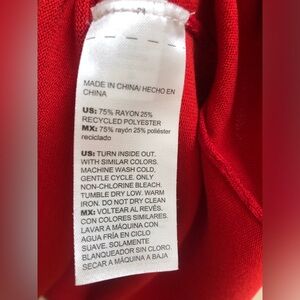 MADE IN CHINA/ HECHO EN
CHINA
US: 75% RAYON 25%
RECYCLED POLYESTER
MX: 75% rayón 25% poliéster
reciclado
US: TURN INSIDE OUT.
WITH SIMILAR COLORS.
MACHINE WASH COLD,
GENTLE CYCLE. ONLY
NON-CHLORINE BLEACH.
TUMBLE DRY LOW. WARM
IRON. DO NOT DRY CLEAN
MX: VOLTEAR AL REVÉS.
CON COLORES SIMILARES.
LAVAR A MÁQUINA CON
AGUA FRÍA EN CICLO
SUAVE. SOLAMENTE
BLANQUEADOR SIN CLORO.
SECAR A MÁQUINA A BAJA